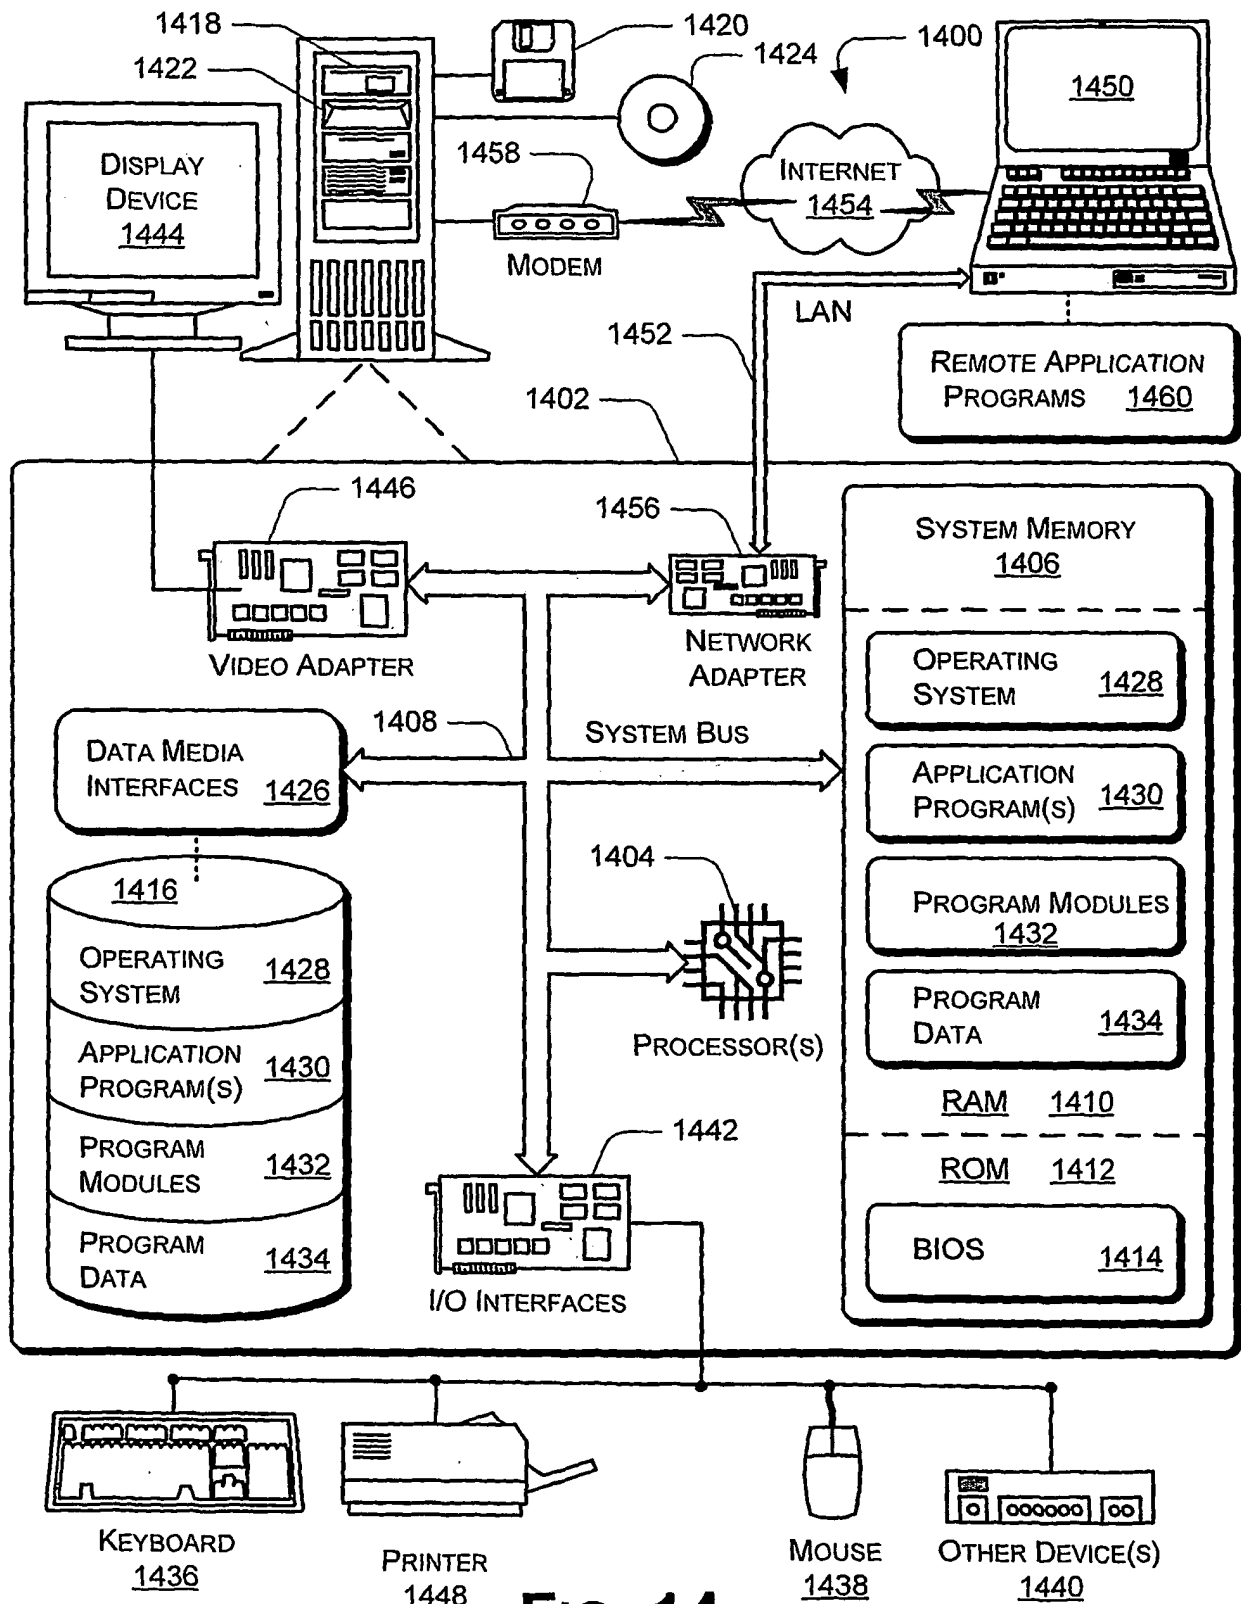 1418
1420
1400
1422
1424
1450
DISPLAY
DEVICE
1444
1458
INTERNET
1454
MODEM
LAN
1452
REMOTE APPLICATION
PROGRAMS 1460
1402
1446
1456
SYSTEM MEMORY
1406
VIDEO ADAPTER
NETWORK
ADAPTER
OPERATING
SYSTEM 1428
1408
SYSTEM BUS
DATA MEDIA
INTERFACES 1426
APPLICATION
PROGRAM(S) 1430
1404
1416
PROGRAM MODULES
1432
OPERATING
SYSTEM 1428
PROGRAM
DATA 1434
PROCESSOR(S)
APPLICATION
PROGRAM(S) 1430
RAM 1410
1442
PROGRAM
MODULES 1432
ROM 1412
PROGRAM
DATA 1434
BIOS 1414
I/O INTERFACES
KEYBOARD
1436
PRINTER
1448
MOUSE
1438
OTHER DEVICE(S)
1440
FIG. 14